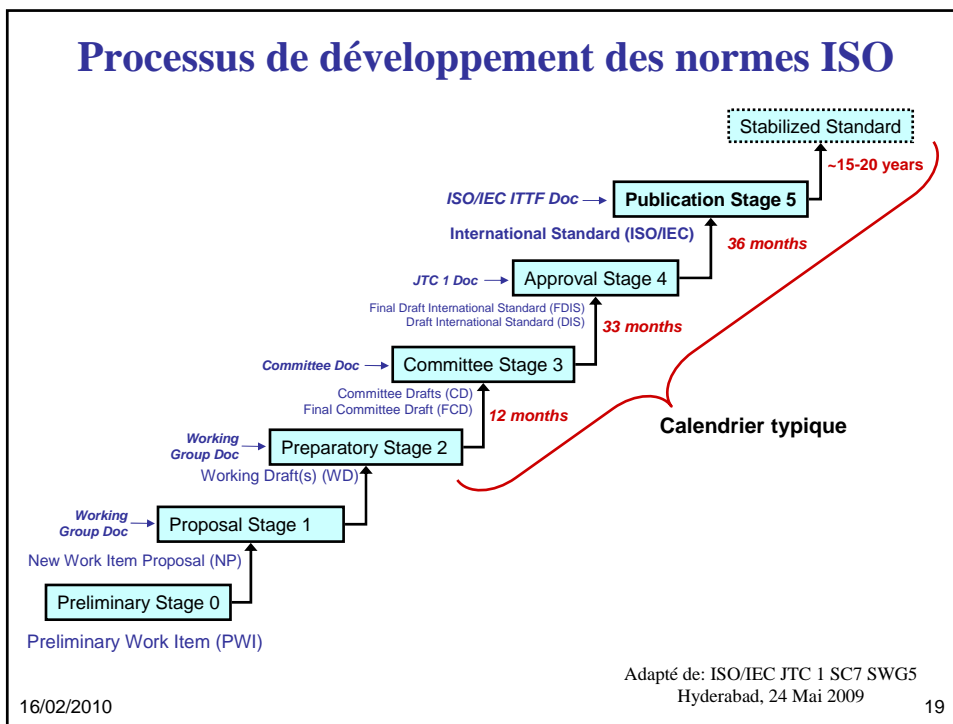 Processus de développement des normes ISO
Stabilized Standard
~15-20 years
ISO/IEC ITTF Doc
Publication Stage 5
International Standard (ISO/IEC)
36 months
JTC 1 Doc
Approval Stage 4
Final Draft International Standard (FDIS)
Draft International Standard (DIS)
33 months
Committee Doc
Committee Stage 3
Committee Drafts (CD)
Final Committee Draft (FCD)
12 months
Calendrier typique
Working
Group Doc
Preparatory Stage 2
Working Draft(s) (WD)
Working
Group Doc
Proposal Stage 1
New Work Item Proposal (NP)
Preliminary Stage 0
Preliminary Work Item (PWI)
Adapté de: ISO/IEC JTC 1 SC7 SWG5
Hyderabad, 24 Mai 2009
16/02/2010
19